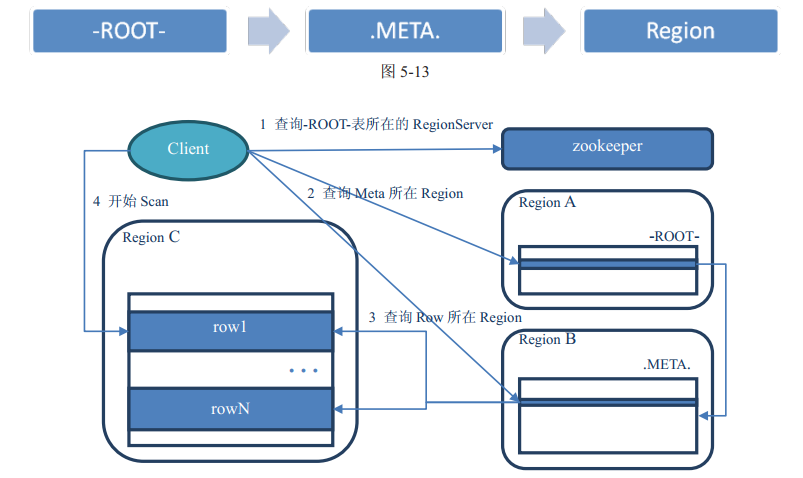 -ROOT-
.META.
Region
图 5-13
1 查询-ROOT-表所在的 RegionServer
Client
zookeeper
2 查询 Meta 所在 Region
4 开始 Scan
Region A
-ROOT-
Region C
3 查询 Row 所在 Region
row1
Region B
.META.
...
rowN